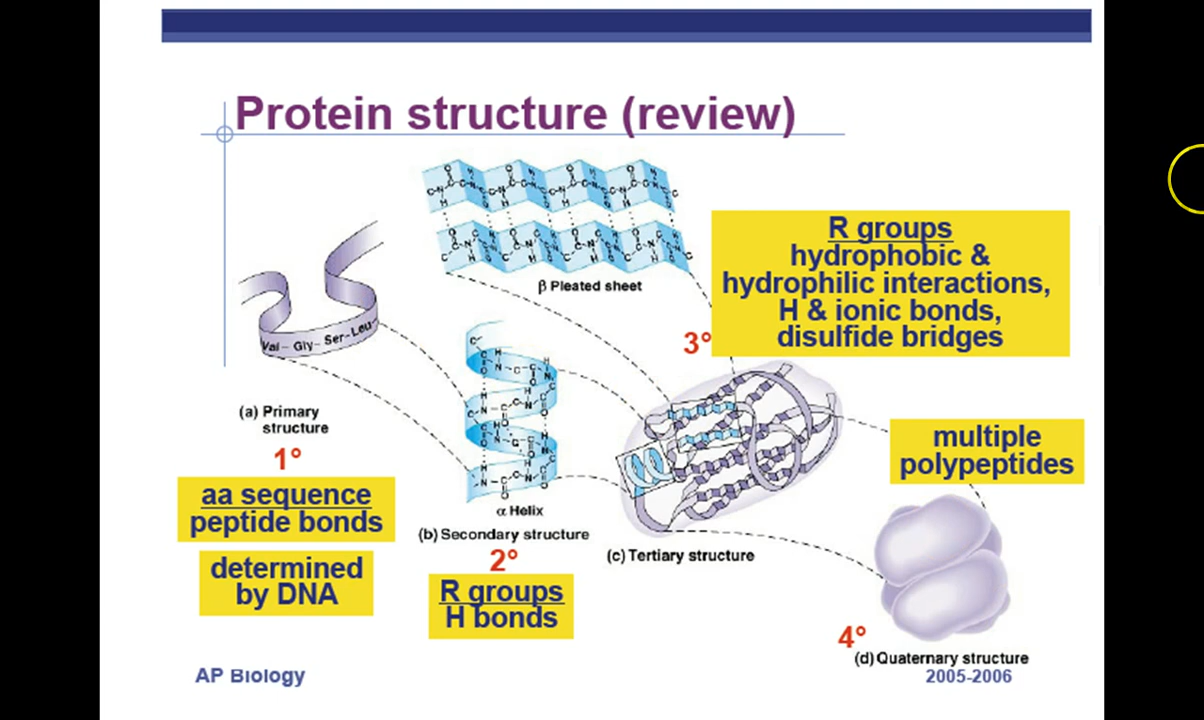 Protein structure (review)
β Pleated sheet
R groups
hydrophobic &
hydrophilic interactions,
H & ionic bonds,
disulfide bridges
3°
Val – Gly – Ser – Leu –
(a) Primary
structure
1°
aa sequence
peptide bonds
determined
by DNA
α Helix
(b) Secondary structure
2°
R groups
H bonds
(c) Tertiary structure
multiple
polypeptides
4°
(d) Quaternary structure
AP Biology
2005-2006